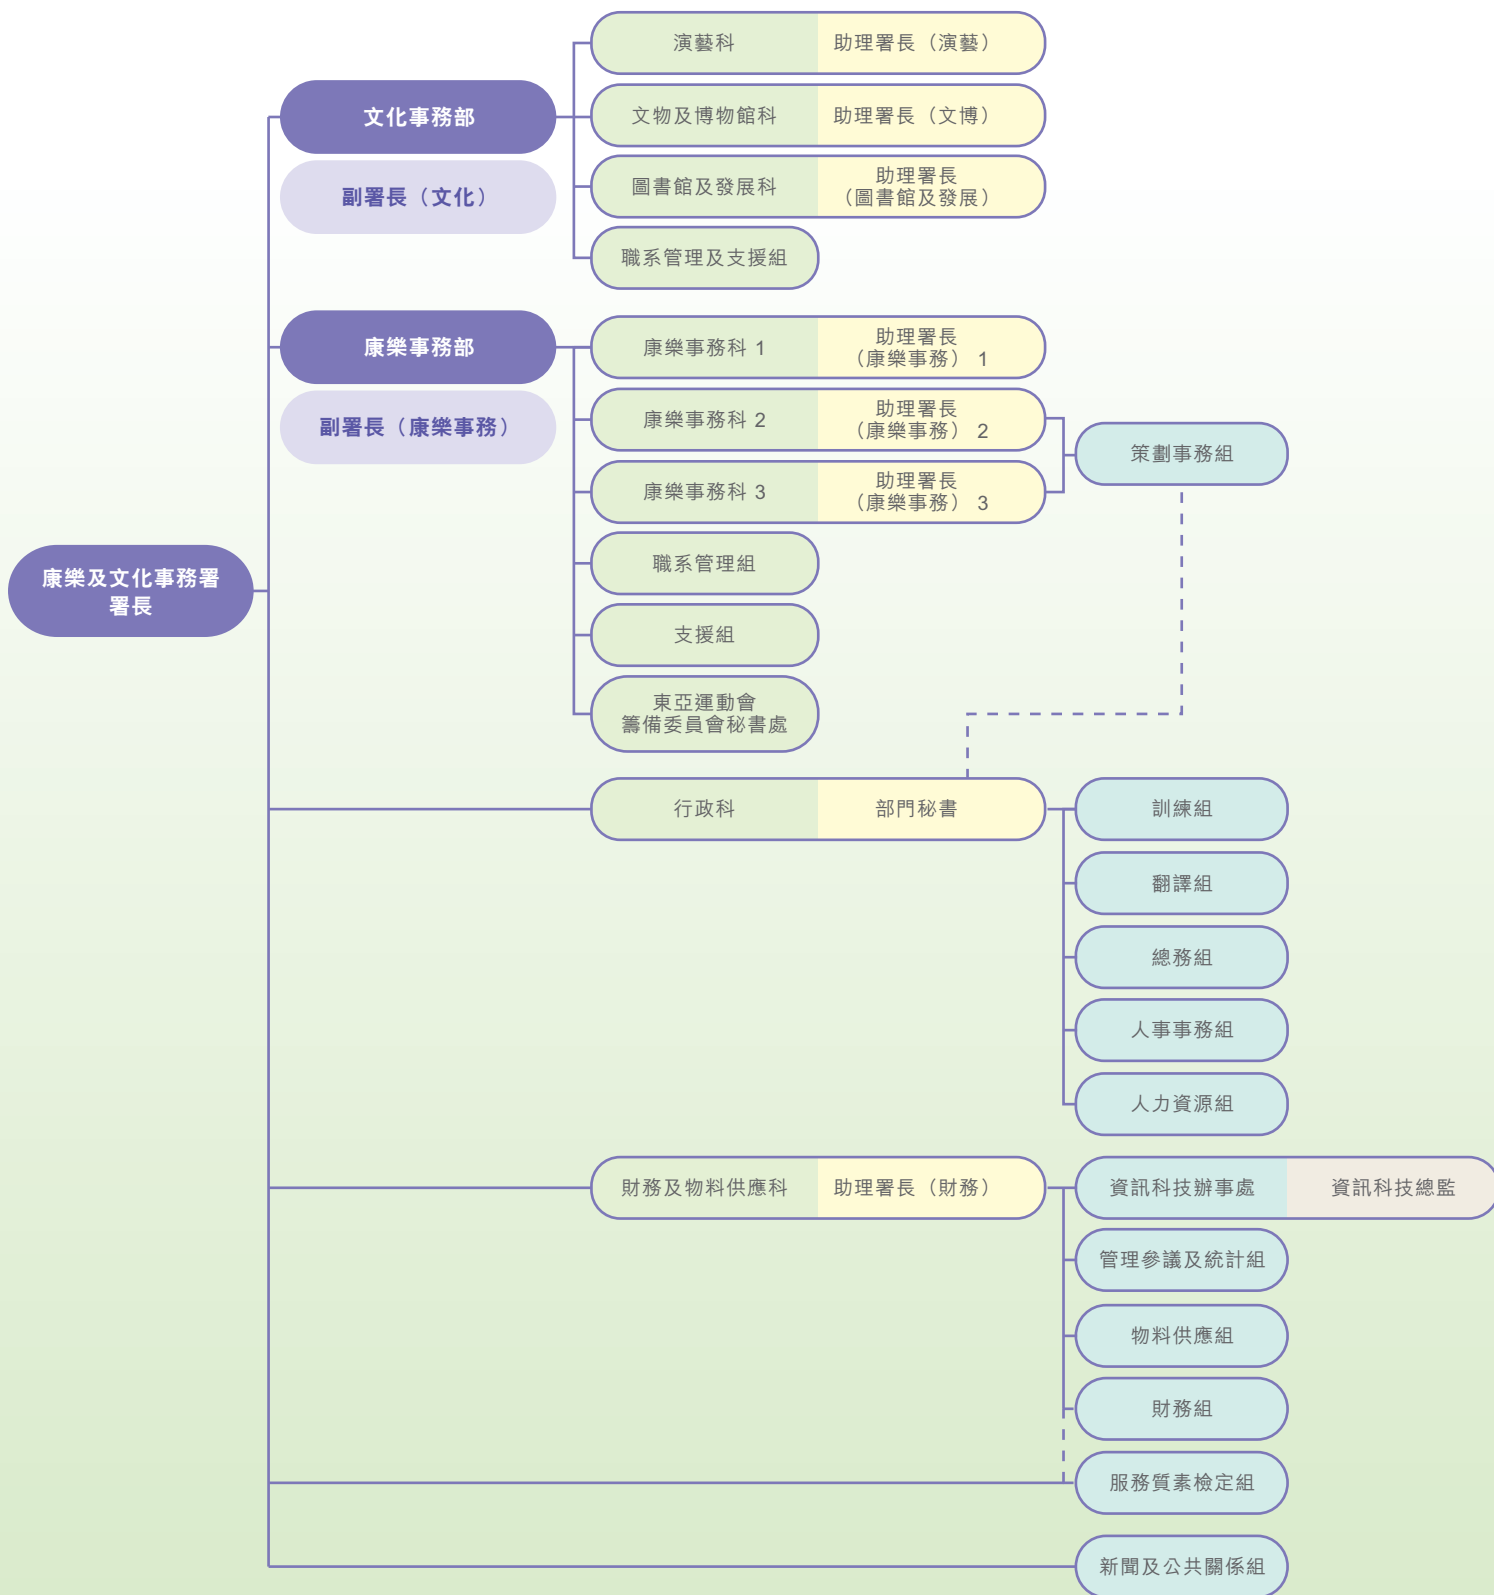 演藝科
助理署長（演藝）
文化事務部
副署長（文化）
文物及博物館科
助理署長（文博）
圖書館及發展科
助理署長
（圖書館及發展）
職系管理及支援組
康樂事務部
副署長（康樂事務）
康樂事務科 1
助理署長
（康樂事務） 1
康樂事務科 2
助理署長
（康樂事務） 2
康樂事務科 3
助理署長
（康樂事務） 3
策劃事務組
職系管理組
支援組
東亞運動會
籌備委員會秘書處
康樂及文化事務署
署長
行政科
部門秘書
訓練組
翻譯組
總務組
人事事務組
人力資源組
財務及物料供應科
助理署長（財務）
資訊科技辦事處
資訊科技總監
管理參議及統計組
物料供應組
財務組
服務質素檢定組
新聞及公共關係組